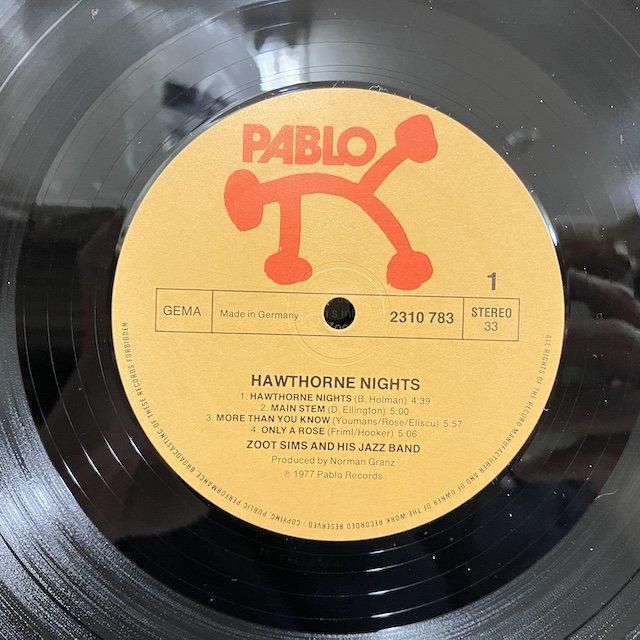 PABLO
1
GEMA
Made in Germany
2310 783
STEREO
33
HAWTHORNE NIGHTS
1. HAWTHORNE NIGHTS (B. Holman) 4:39
2. MAIN STEM (D. Ellington) 5:00
3. MORE THAN YOU KNOW (Youmans/Rose/Eliscu) 5:57
4. ONLY A ROSE (Friml/Hooker) 5:06
ZOOT SIMS AND HIS JAZZ BAND
Produced by Norman Granz
℗ 1977 Pablo Records
ALL RIGHTS OF THE RECORD MANUFACTURER AND OF OWNER OF THE WORK RECORDED RESERVED · COPYING, PUBLIC PERFORMANCE, BROADCASTING OF THESE RECORDS FORBIDDEN